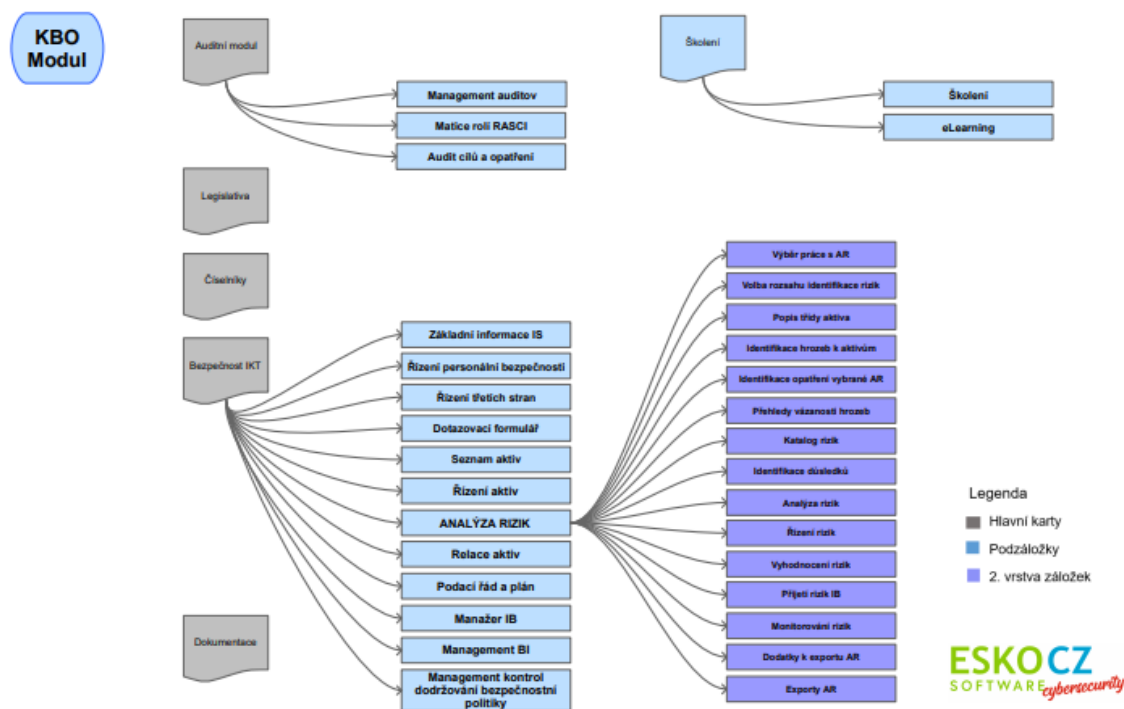 KBO
Modul
Auditní modul
Management auditov
Matice rolí RASCI
Audit cílů a opatření
Školení
Školení
eLearning
Legislativa
Číselníky
Bezpečnost IKT
Základní informace IS
Řízení personální bezpečnosti
Řízení třetích stran
Dotazovací formulář
Seznam aktiv
Řízení aktiv
ANALÝZA RIZIK
Relace aktiv
Podací řád a plán
Manažer IB
Management BI
Management kontrol
dodržování bezpečnostní
politiky
Výběr práce s AR
Volba rozsahu identifikace rizik
Popis třídy aktiva
Identifikace hrozeb k aktivům
Identifikace opatření vybrané AR
Přehledy vázanosti hrozeb
Katalog rizik
Identifikace důsledků
Analýza rizik
Řízení rizik
Vyhodnocení rizik
Přijetí rizik IB
Monitorování rizik
Dodatky k exportu AR
Exporty AR
Dokumentace
Legenda
Hlavní karty
Podzáložky
2. vrstva záložek
ESKOCZ
SOFTWARE cybersecurity